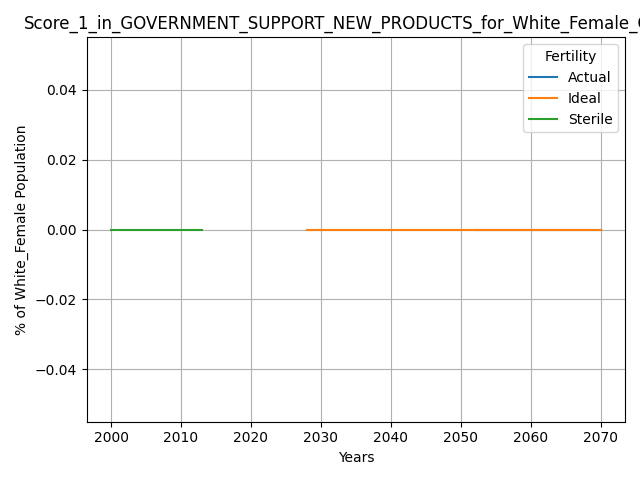 Score_1_in_GOVERNMENT_SUPPORT_NEW_PRODUCTS_for_White_Female_
Fertility
Actual
Ideal
Sterile
0.04
0.02
0.00
−0.02
−0.04
% of White_Female Population
2000 2010 2020 2030 2040 2050 2060 2070
Years